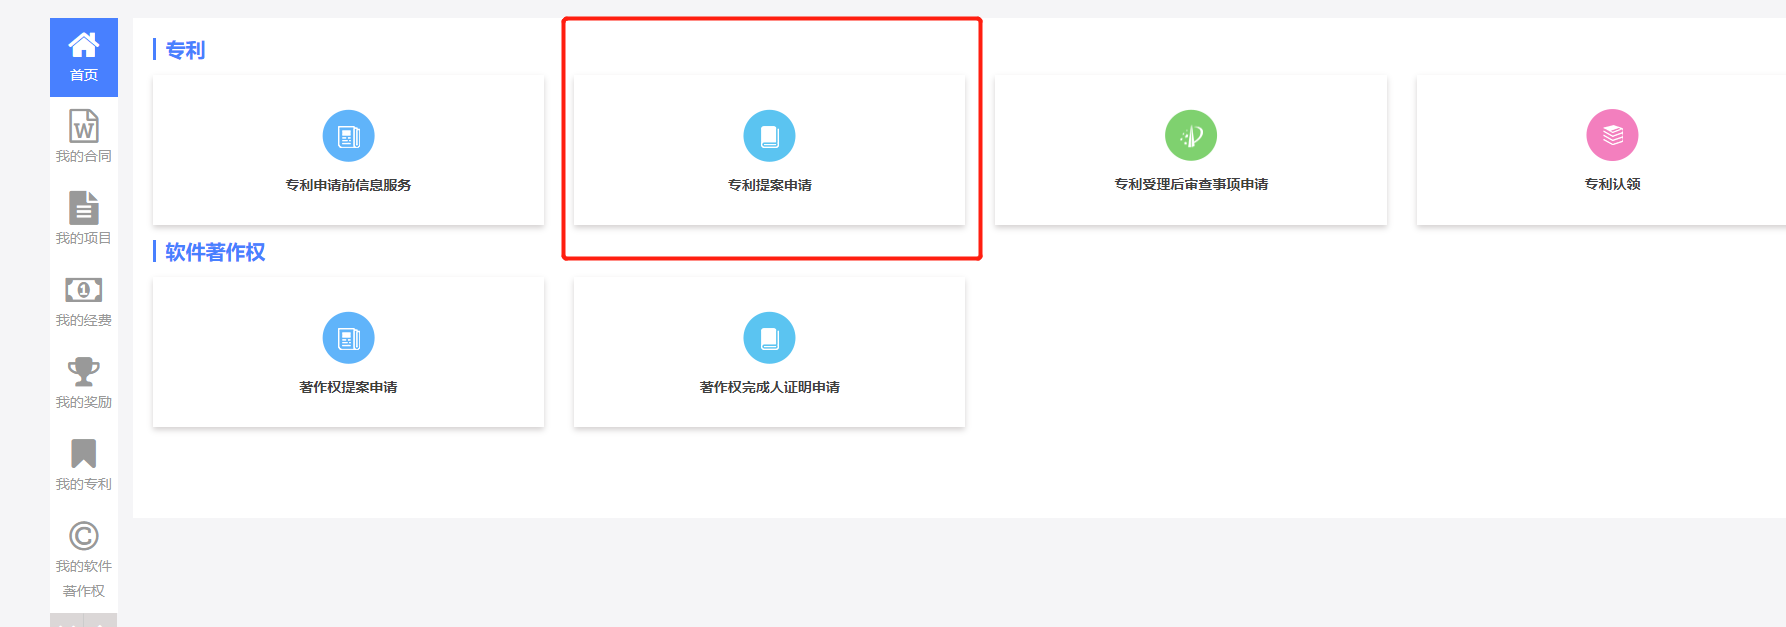 首页
我的合同
我的项目
我的经费
我的奖励
我的专利
我的软件
著作权
专利
专利申请前信息服务
专利提案申请
专利受理后审查事项申请
专利认领
软件著作权
著作权提案申请
著作权完成人证明申请